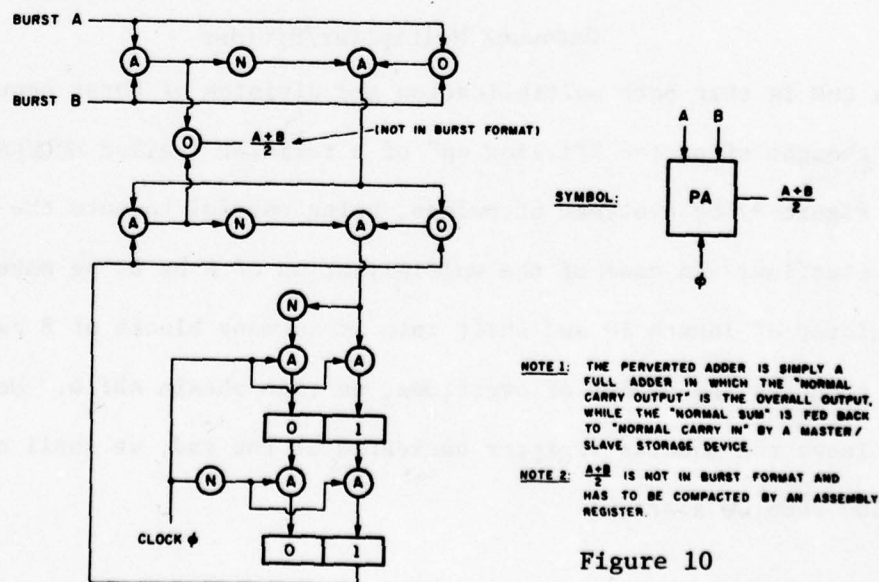 BURST A
A N A O
BURST B
O A+B/2 (NOT IN BURST FORMAT)
A B
SYMBOL: PA A+B/2
A N A O
ϕ
N
A A
0 1
N A A
CLOCK ϕ
0 1
NOTE 1: THE PERVERTED ADDER IS SIMPLY A
FULL ADDER IN WHICH THE "NORMAL
CARRY OUTPUT" IS THE OVERALL OUTPUT,
WHILE THE "NORMAL SUM" IS FED BACK
TO "NORMAL CARRY IN" BY A MASTER/
SLAVE STORAGE DEVICE.
NOTE 2: A+B/2 IS NOT IN BURST FORMAT AND
HAS TO BE COMPACTED BY AN ASSEMBLY
REGISTER.
Figure 10